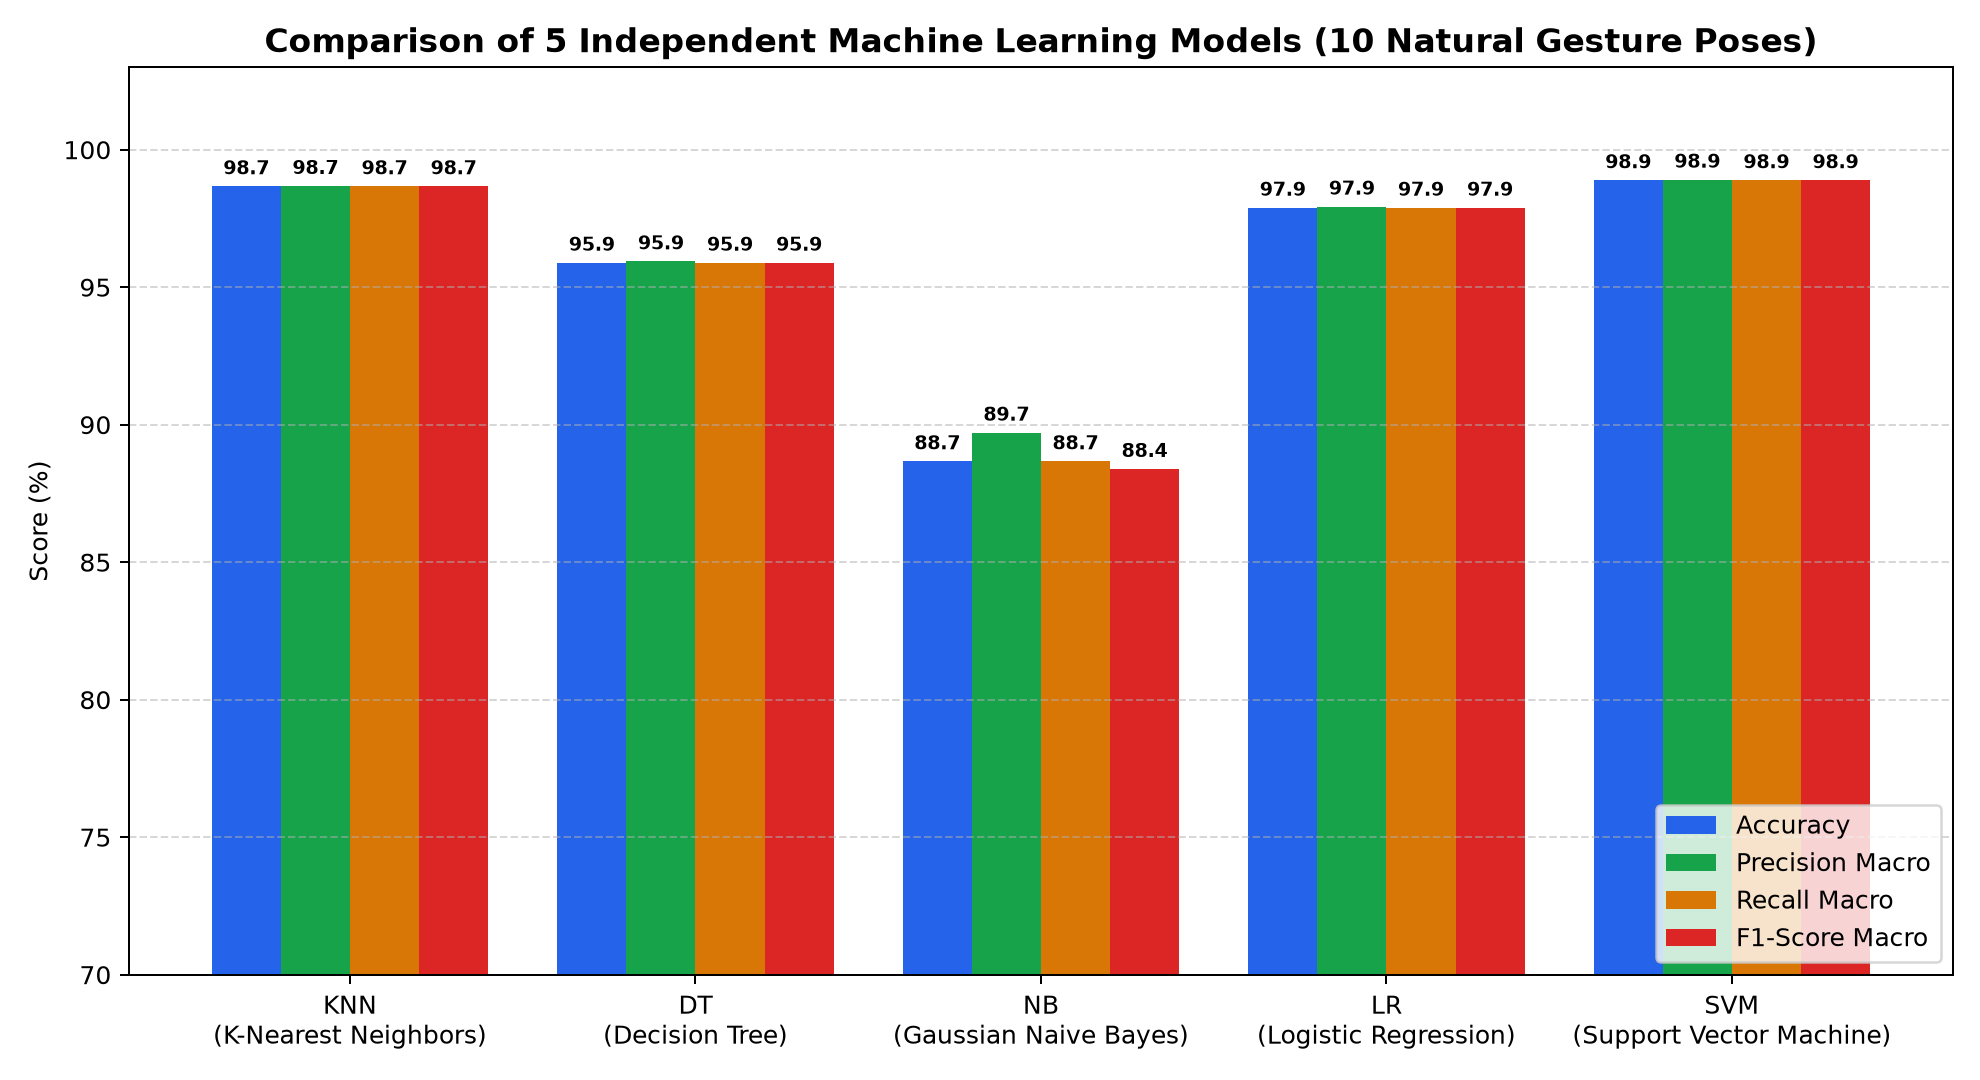 Comparison of 5 Independent Machine Learning Models (10 Natural Gesture Poses)
Score (%)
100
95
90
85
80
75
70
98.7 98.7 98.7 98.7
95.9 95.9 95.9 95.9
88.7 89.7 88.7 88.4
97.9 97.9 97.9 97.9
98.9 98.9 98.9 98.9
Accuracy
Precision Macro
Recall Macro
F1-Score Macro
KNN
(K-Nearest Neighbors)
DT
(Decision Tree)
NB
(Gaussian Naive Bayes)
LR
(Logistic Regression)
SVM
(Support Vector Machine)